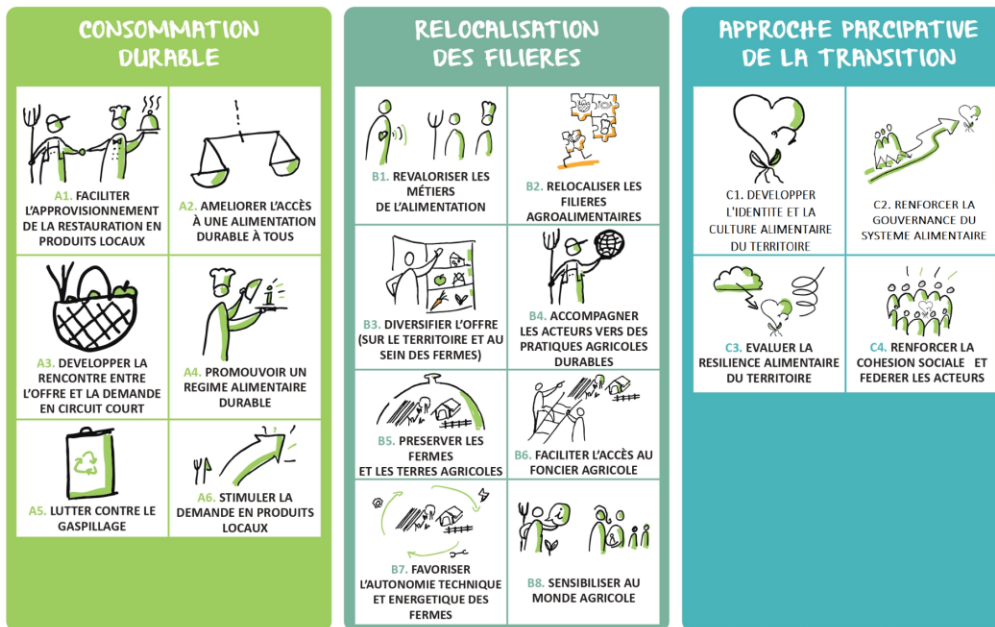 CONSOMMATION
DURABLE
A1. FACILITER
L'APPROVISIONNEMENT
DE LA RESTAURATION EN
PRODUITS LOCAUX
A2. AMELIORER L'ACCÈS
À UNE ALIMENTATION
DURABLE À TOUS
A3. DEVELOPPER LA
RENCONTRE ENTRE
L'OFFRE ET LA DEMANDE
EN CIRCUIT COURT
A4. PROMOUVOIR UN
REGIME ALIMENTAIRE
DURABLE
A5. LUTTER CONTRE LE
GASPILLAGE
A6. STIMULER LA
DEMANDE EN PRODUITS
LOCAUX
RELOCALISATION
DES FILIERES
B1. REVALORISER LES
MÉTIERS
DE L'ALIMENTATION
B2. RELOCALISER LES
FILIERES
AGROALIMENTAIRES
B3. DIVERSIFIER L'OFFRE
(SUR LE TERRITOIRE ET AU
SEIN DES FERMES)
B4. ACCOMPAGNER
LES ACTEURS VERS DES
PRATIQUES AGRICOLES
DURABLES
B5. PRESERVER LES
FERMES
ET LES TERRES AGRICOLES
B6. FACILITER L'ACCÈS AU
FONCIER AGRICOLE
B7. FAVORISER
L'AUTONOMIE TECHNIQUE
ET ENERGETIQUE DES
FERMES
B8. SENSIBILISER AU
MONDE AGRICOLE
APPROCHE PARCIPATIVE
DE LA TRANSITION
C1. DEVELOPPER
L'IDENTITE ET LA
CULTURE ALIMENTAIRE
DU TERRITOIRE
C2. RENFORCER LA
GOUVERNANCE DU
SYSTEME ALIMENTAIRE
C3. EVALUER LA
RESILIENCE ALIMENTAIRE
DU TERRITOIRE
C4. RENFORCER LA
COHESION SOCIALE ET
FEDERER LES ACTEURS